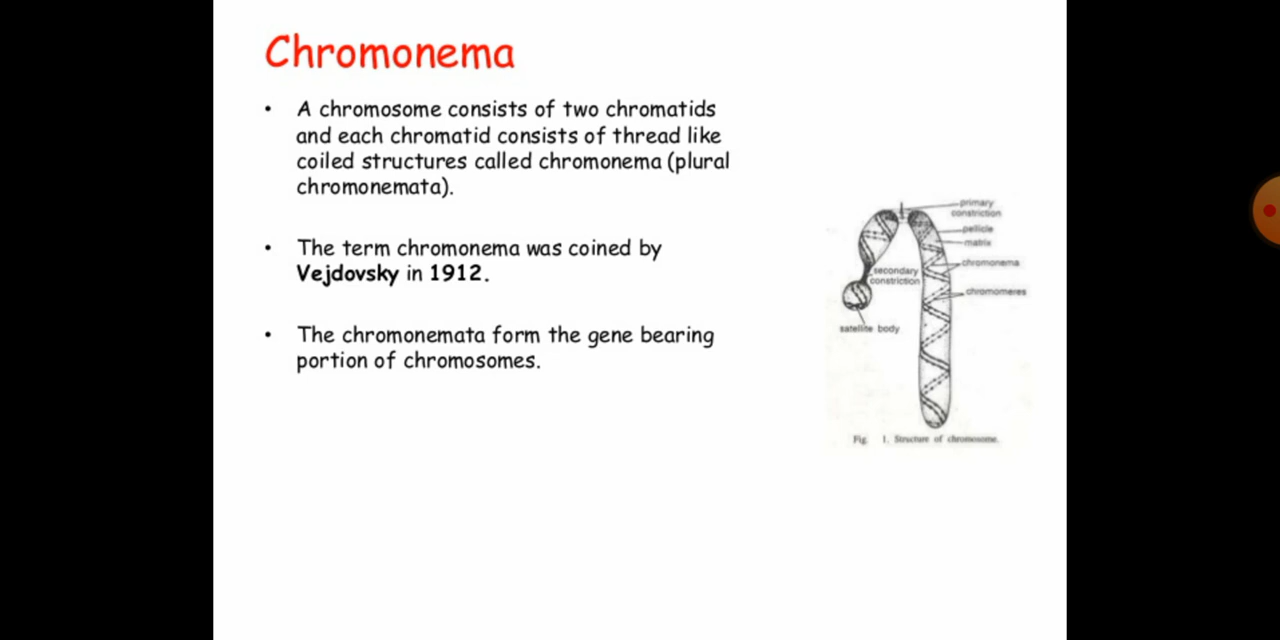 Chromonema
• A chromosome consists of two chromatids
and each chromatid consists of thread like
coiled structures called chromonema (plural
chromonemata).
• The term chromonema was coined by
Vejdovsky in 1912.
• The chromonemata form the gene bearing
portion of chromosomes.
primary
constriction
pellicle
matrix
chromonema
secondary
constriction
chromomeres
satellite body
Fig. 1. Structure of chromosome.